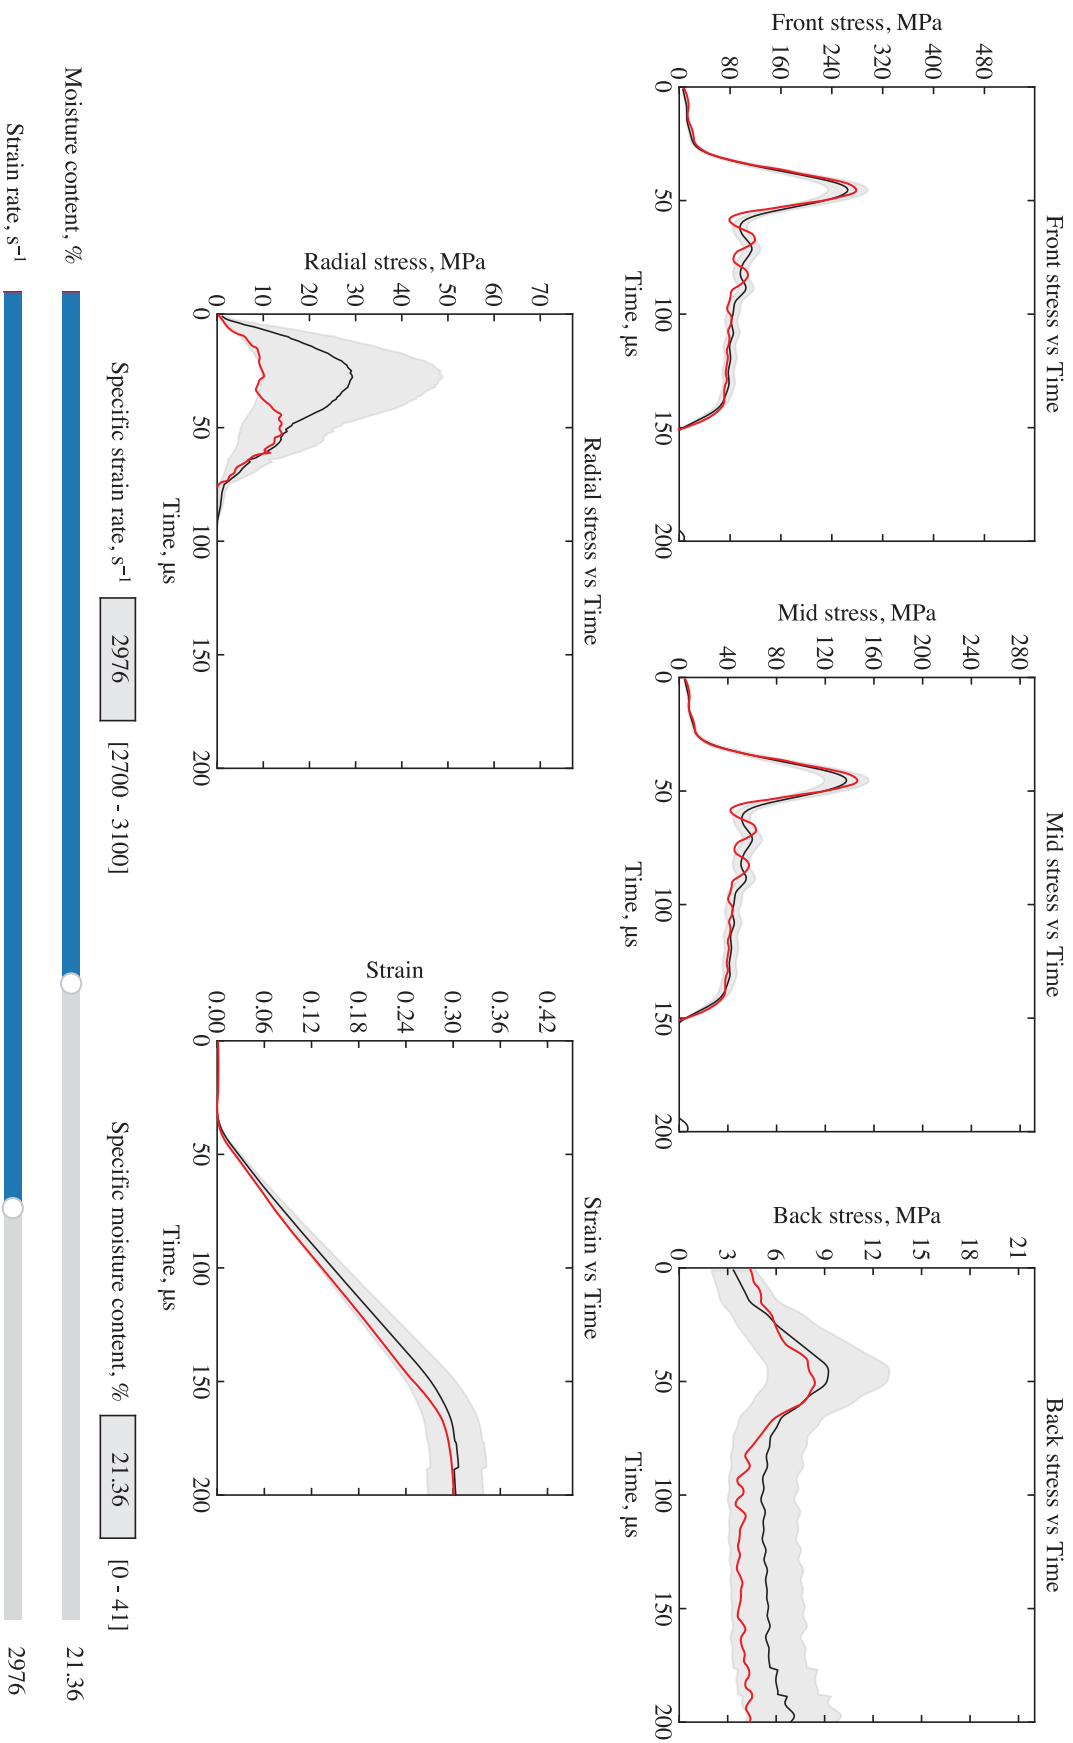 Front stress vs Time
Front stress, MPa
480
400
320
240
160
80
0
0 50 100 150 200
Time, μs
Mid stress vs Time
Mid stress, MPa
280
240
200
160
120
80
40
0
0 50 100 150 200
Time, μs
Back stress vs Time
Back stress, MPa
21
18
15
12
9
6
3
0
0 50 100 150 200
Time, μs
Radial stress vs Time
Radial stress, MPa
70
60
50
40
30
20
10
0
0 50 100 150 200
Time, μs
Strain vs Time
Strain
0.42
0.36
0.30
0.24
0.18
0.12
0.06
0.00
0 50 100 150 200
Time, μs
Specific strain rate, s⁻¹ 2976 [2700 - 3100]
Specific moisture content, % 21.36 [0 - 41]
Moisture content, % 21.36
Strain rate, s⁻¹ 2976